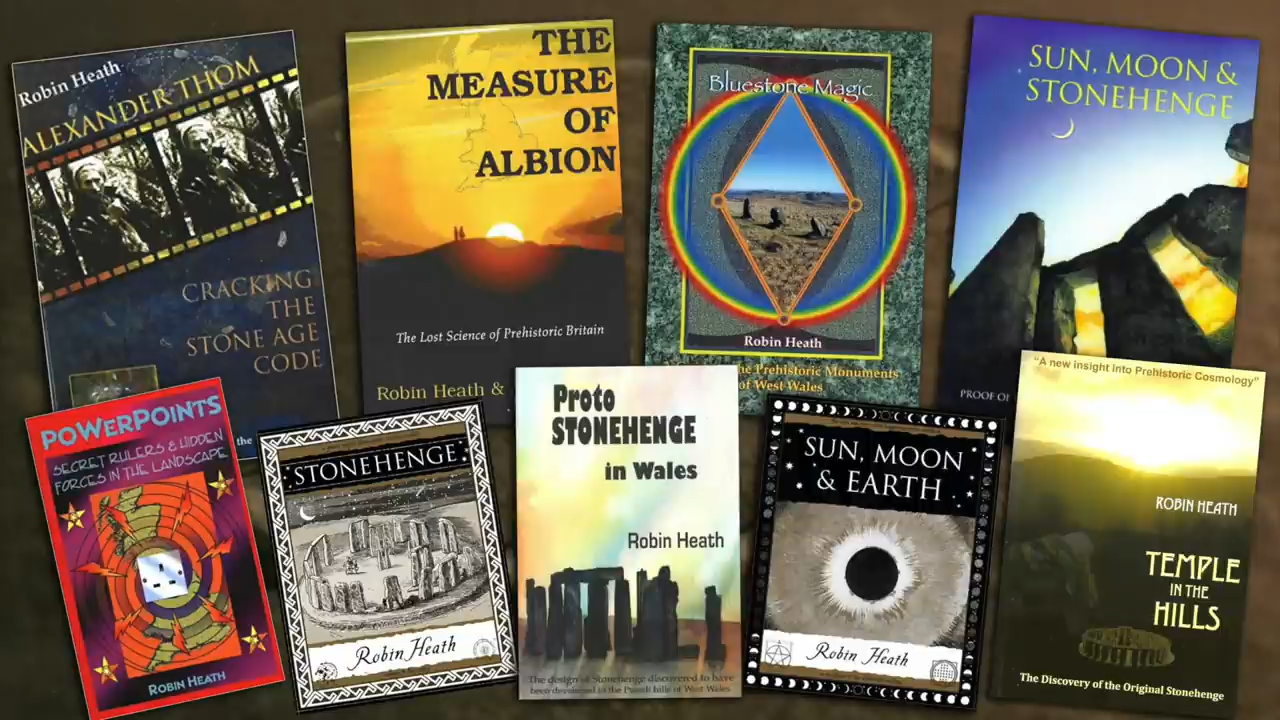 Robin Heath
ALEXANDER THOM
CRACKING
THE
STONE AGE
CODE
the
THE
MEASURE
OF
ALBION
The Lost Science of Prehistoric Britain
Robin Heath &
Bluestone Magic
Robin Heath
he Prehistoric Monuments
of West Wales
SUN, MOON &
STONEHENGE
PROOF OF
POWERPOINTS
SECRET RULERS & HIDDEN
FORCES IN THE LANDSCAPE
ROBIN HEATH
STONEHENGE
Robin Heath
Proto
STONEHENGE
in Wales
Robin Heath
The design of Stonehenge discovered to have
been developed in the Preseli hills of West Wales
SUN, MOON
& EARTH
Robin Heath
"A new insight into Prehistoric Cosmology"
ROBIN HEATH
TEMPLE
IN THE
HILLS
The Discovery of the Original Stonehenge